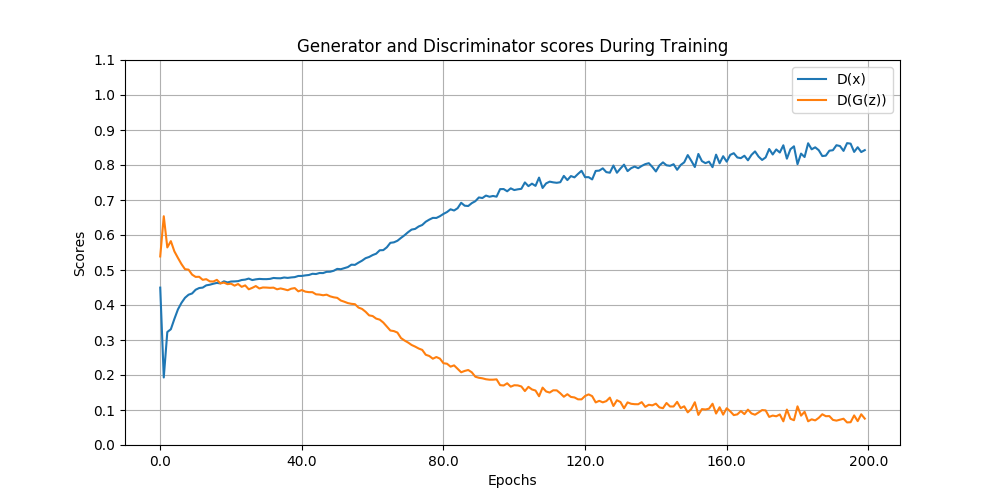 Generator and Discriminator scores During Training
1.1
1.0
0.9
0.8
0.7
0.6
0.5
0.4
0.3
0.2
0.1
0.0
Scores
D(x)
D(G(z))
0.0 40.0 80.0 120.0 160.0 200.0
Epochs